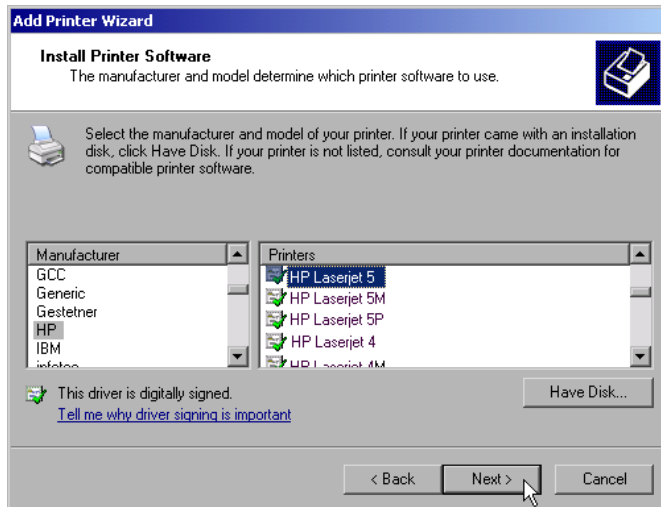 Add Printer Wizard
Install Printer Software
The manufacturer and model determine which printer software to use.
Select the manufacturer and model of your printer. If your printer came with an installation
disk, click Have Disk. If your printer is not listed, consult your printer documentation for
compatible printer software.
Manufacturer
GCC
Generic
Gestetner
HP
IBM
infotec
Printers
HP Laserjet 5
HP Laserjet 5M
HP Laserjet 5P
HP Laserjet 4
HP Laserjet 4M
This driver is digitally signed.
Tell me why driver signing is important
Have Disk...
< Back
Next >
Cancel